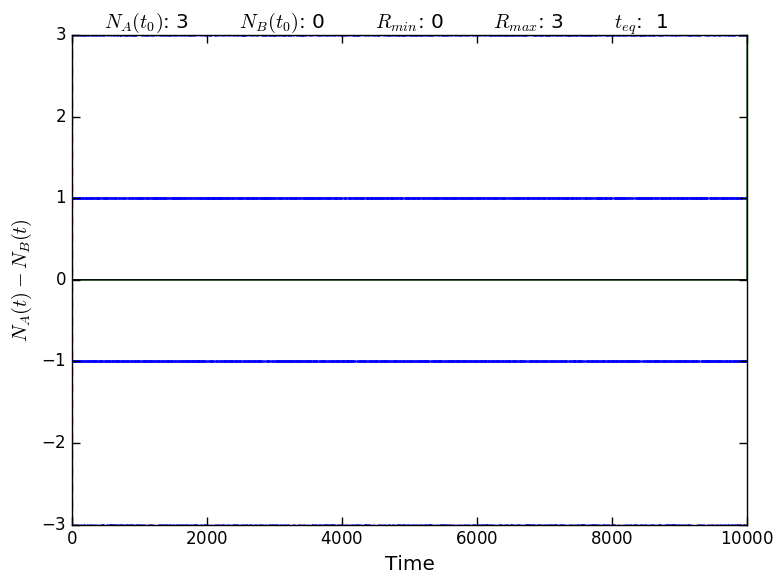 N_A(t_0): 3 N_B(t_0): 0 R_min: 0 R_max: 3 t_eq: 1
3
2
1
0
−1
−2
−3
N_A(t) − N_B(t)
0 2000 4000 6000 8000 10000
Time